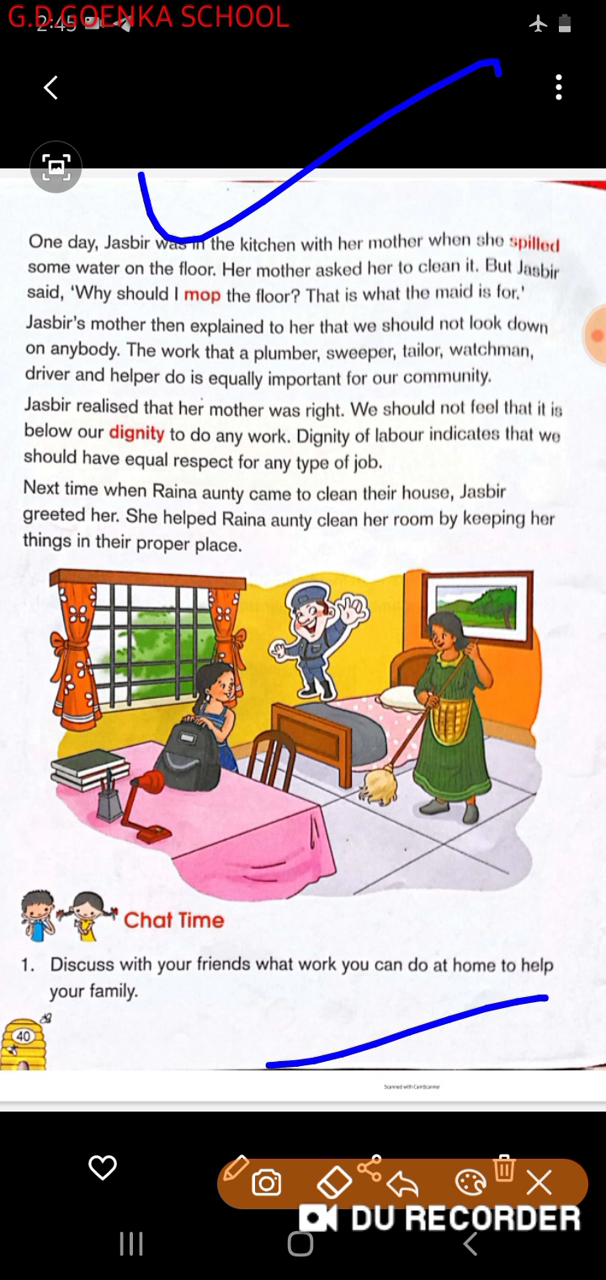 G.D.GOENKA SCHOOL
2:45
One day, Jasbir was in the kitchen with her mother when she spilled
some water on the floor. Her mother asked her to clean it. But Jasbir
said, ‘Why should I mop the floor? That is what the maid is for.’
Jasbir’s mother then explained to her that we should not look down
on anybody. The work that a plumber, sweeper, tailor, watchman,
driver and helper do is equally important for our community.
Jasbir realised that her mother was right. We should not feel that it is
below our dignity to do any work. Dignity of labour indicates that we
should have equal respect for any type of job.
Next time when Raina aunty came to clean their house, Jasbir
greeted her. She helped Raina aunty clean her room by keeping her
things in their proper place.
Chat Time
1. Discuss with your friends what work you can do at home to help
your family.
40
Scanned with CamScanner
DU RECORDER